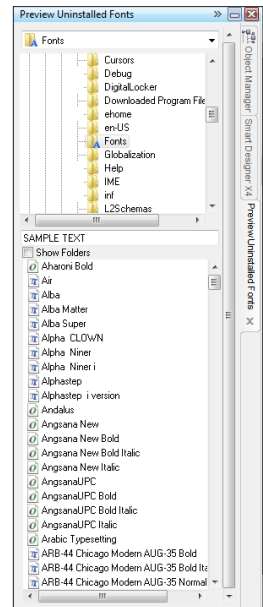 Preview Uninstalled Fonts
Fonts
Cursors
Debug
DigitalLocker
Downloaded Program File
ehome
en-US
Fonts
Globalization
Help
IME
inf
L2Schemas
SAMPLE TEXT
Show Folders
Aharoni Bold
Air
Alba
Alba Matter
Alba Super
Alpha CLOWN
Alpha Niner
Alpha Niner i
Alphastep
Alphastep i version
Andalus
Angsana New
Angsana New Bold
Angsana New Bold Italic
Angsana New Italic
AngsanaUPC
AngsanaUPC Bold
AngsanaUPC Bold Italic
AngsanaUPC Italic
Arabic Typesetting
ARB-44 Chicago Modern AUG-35 Bold
ARB-44 Chicago Modern AUG-35 Bold Ita
ARB-44 Chicago Modern AUG-35 Normal
Object Manager
Smart Designer X4
Preview Uninstalled Fonts